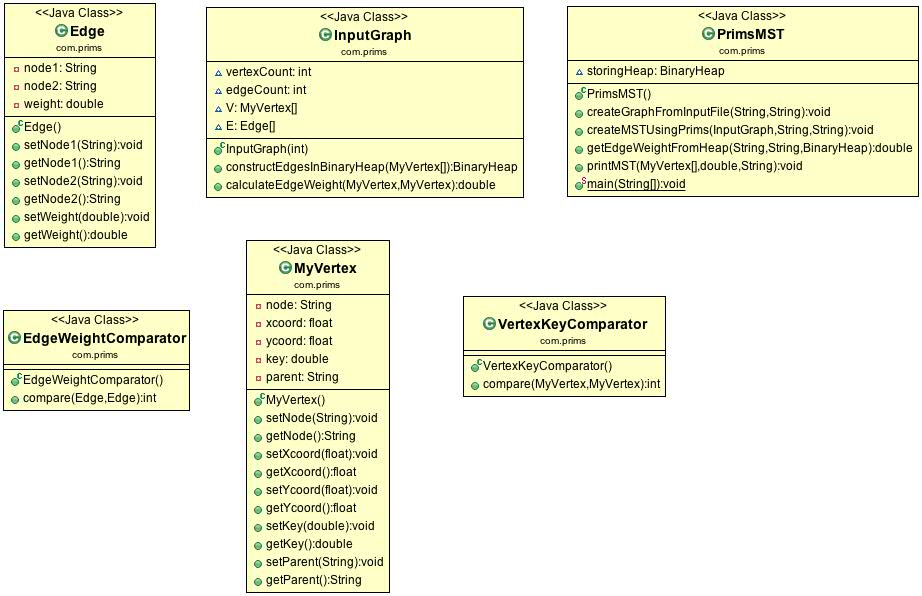 <<Java Class>>
Edge
com.prims
node1: String
node2: String
weight: double
Edge()
setNode1(String):void
getNode1():String
setNode2(String):void
getNode2():String
setWeight(double):void
getWeight():double
<<Java Class>>
InputGraph
com.prims
vertexCount: int
edgeCount: int
V: MyVertex[]
E: Edge[]
InputGraph(int)
constructEdgesInBinaryHeap(MyVertex[]):BinaryHeap
calculateEdgeWeight(MyVertex,MyVertex):double
<<Java Class>>
PrimsMST
com.prims
storingHeap: BinaryHeap
PrimsMST()
createGraphFromInputFile(String,String):void
createMSTUsingPrims(InputGraph,String,String):void
getEdgeWeightFromHeap(String,String,BinaryHeap):double
printMST(MyVertex[],double,String):void
main(String[]):void
<<Java Class>>
EdgeWeightComparator
com.prims
EdgeWeightComparator()
compare(Edge,Edge):int
<<Java Class>>
MyVertex
com.prims
node: String
xcoord: float
ycoord: float
key: double
parent: String
MyVertex()
setNode(String):void
getNode():String
setXcoord(float):void
getXcoord():float
setYcoord(float):void
getYcoord():float
setKey(double):void
getKey():double
setParent(String):void
getParent():String
<<Java Class>>
VertexKeyComparator
com.prims
VertexKeyComparator()
compare(MyVertex,MyVertex):int